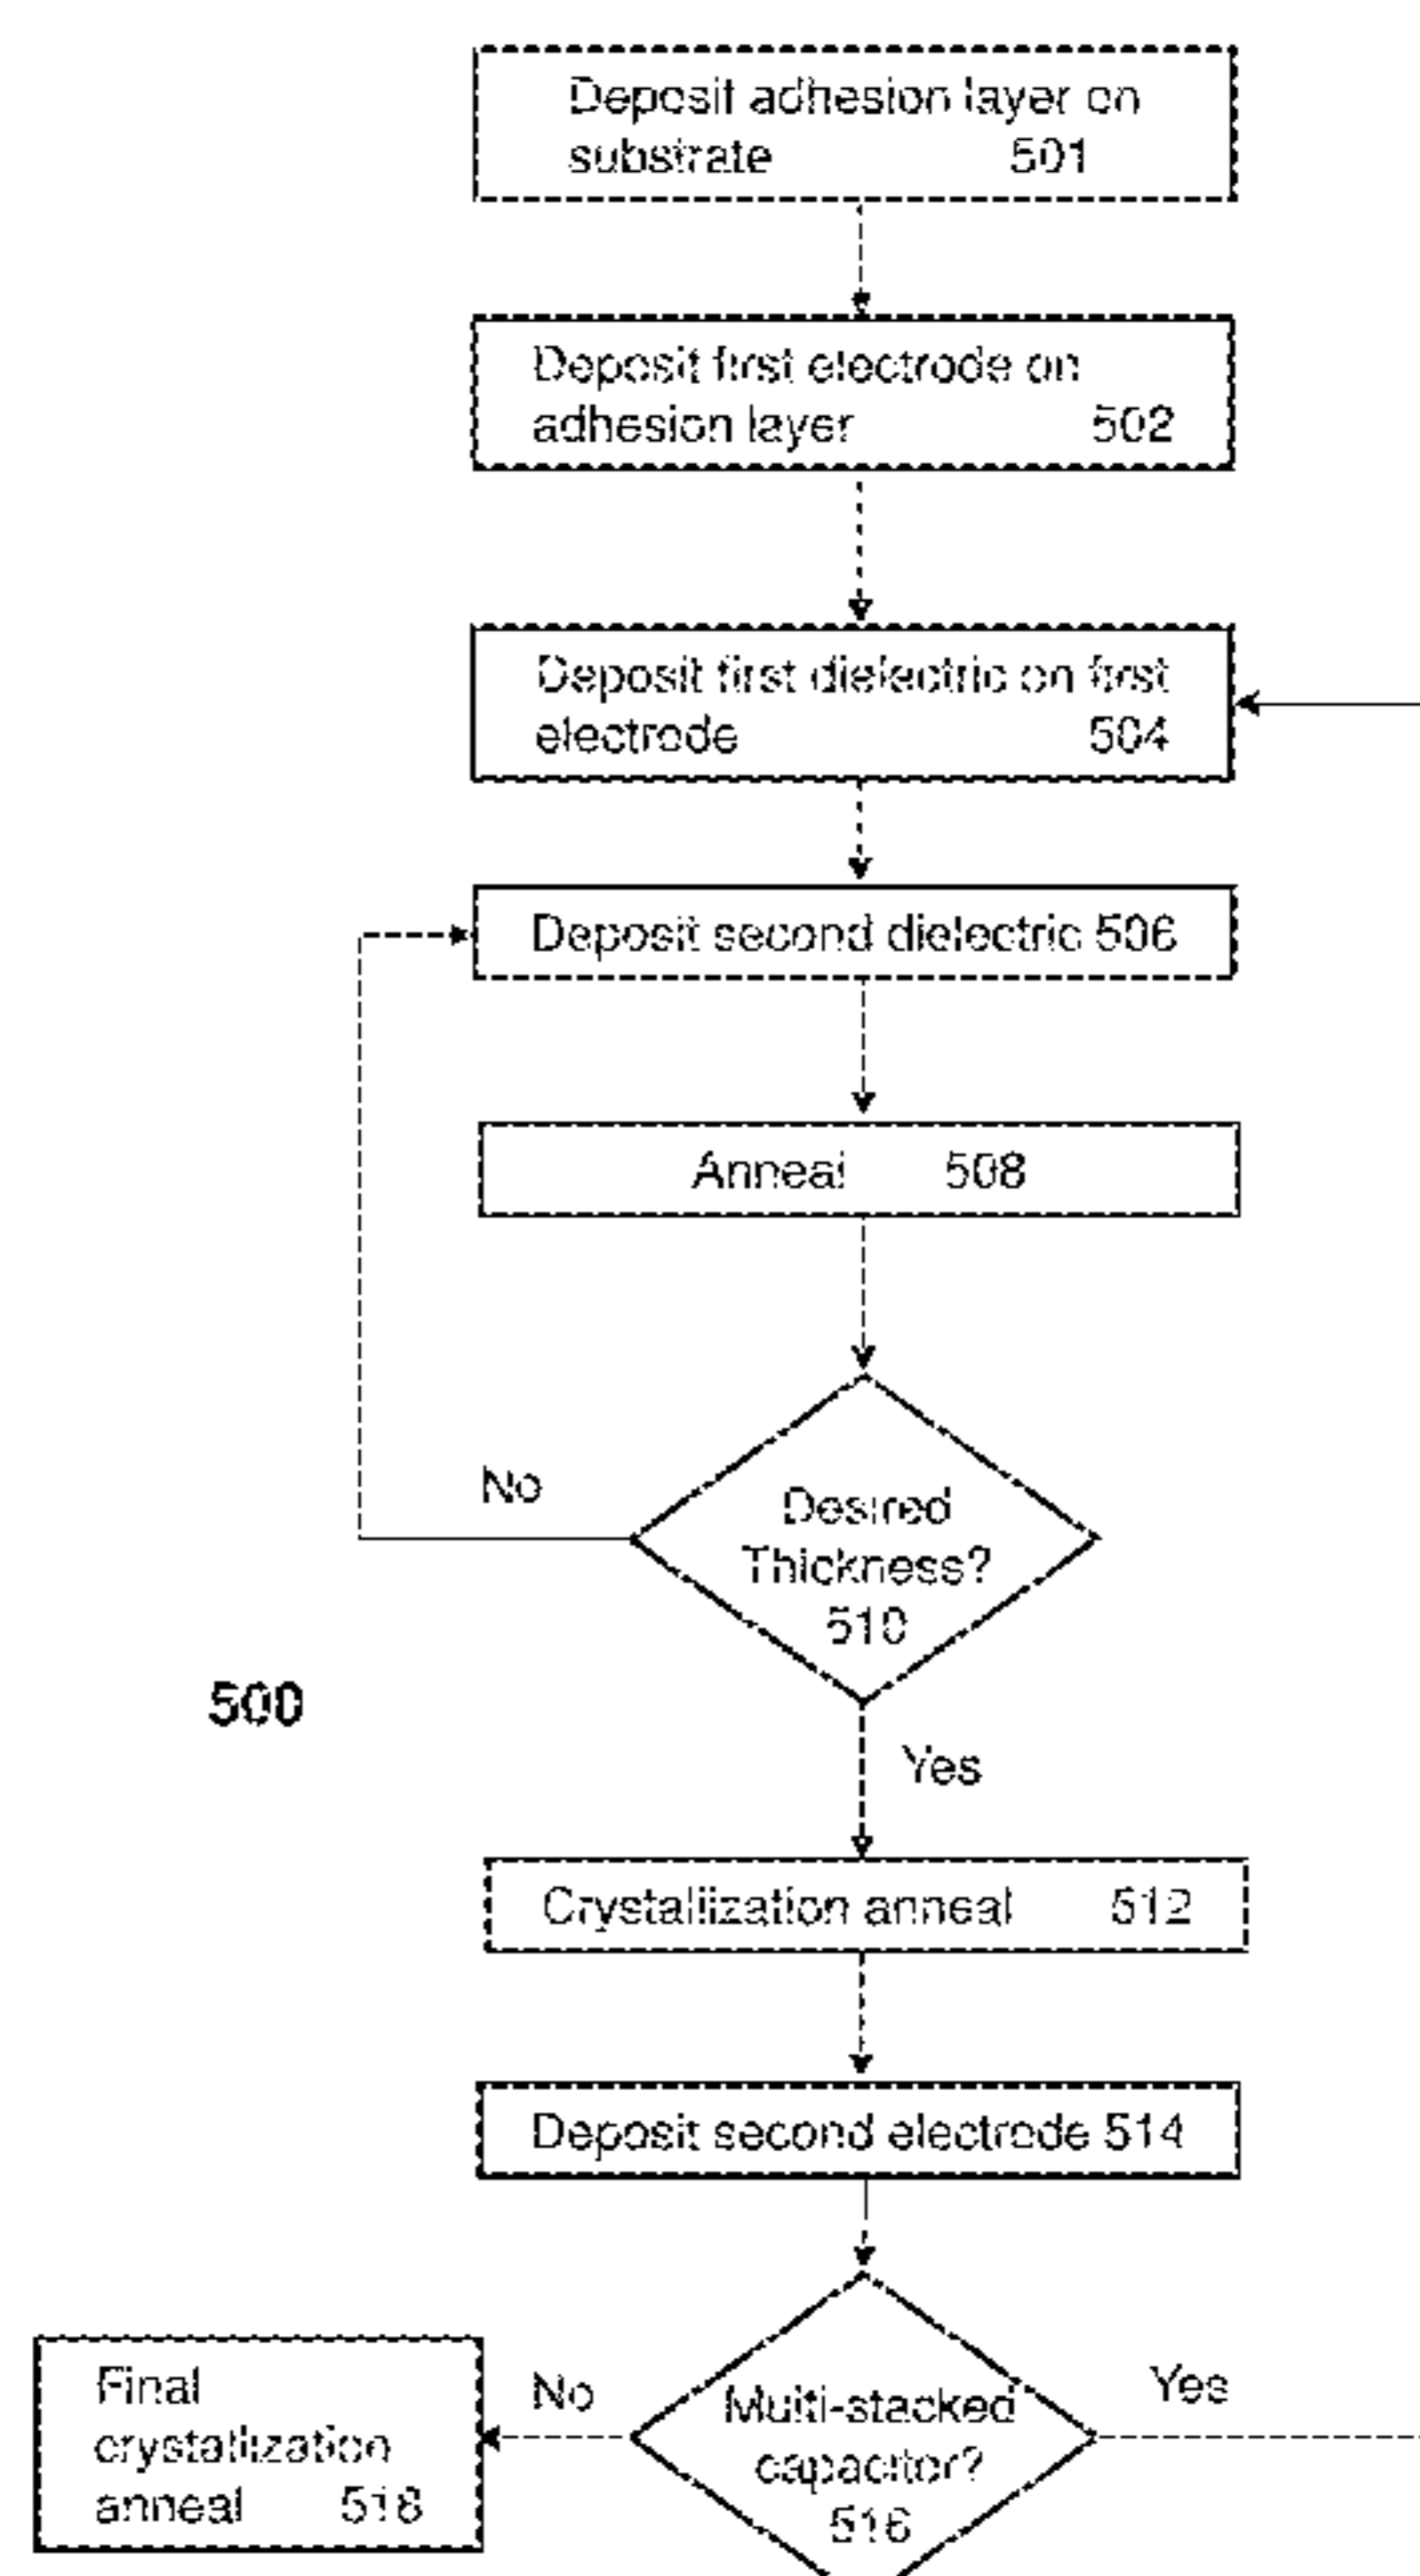 Deposit adhesion layer on
substrate 501
Deposit first electrode on
adhesion layer 502
Deposit first dielectric on first
electrode 504
Deposit second dielectric 506
Anneal 508
No
Desired
Thickness?
510
500
Yes
Crystallization anneal 512
Deposit second electrode 514
Final
crystallization
anneal 518
No
Multi-stacked
capacitor?
516
Yes